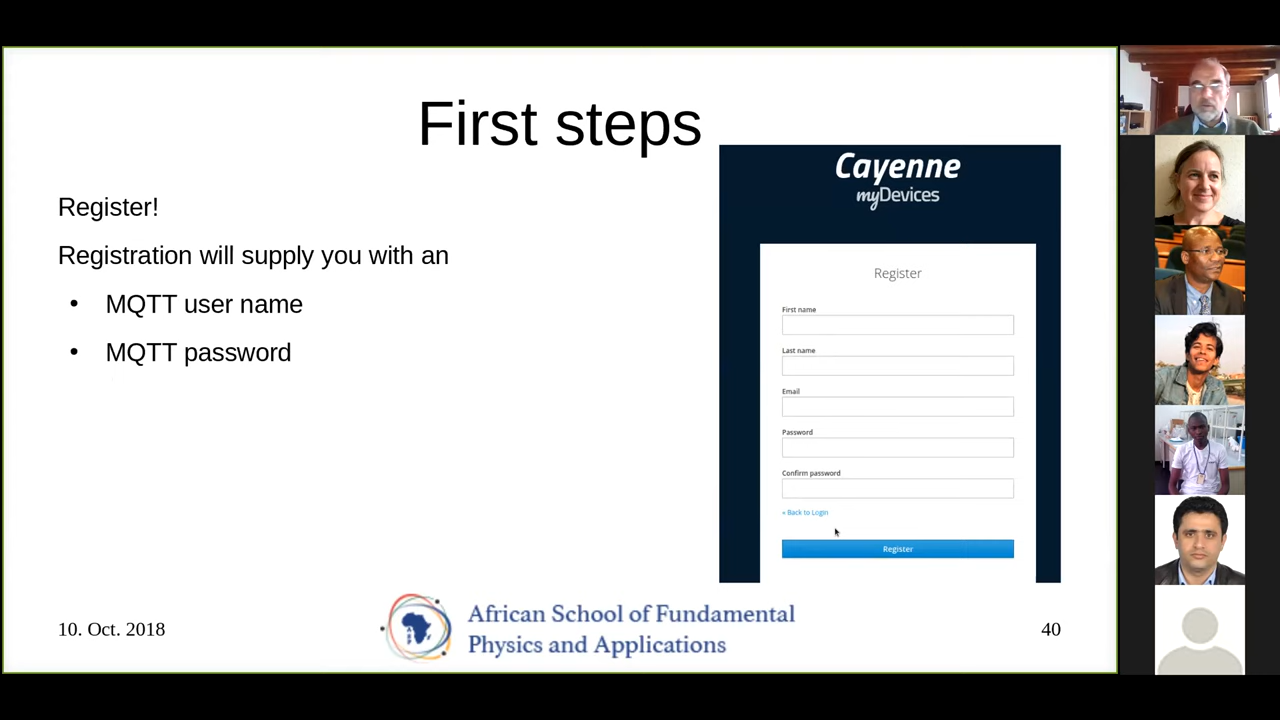 First steps
Register!
Registration will supply you with an
• MQTT user name
• MQTT password
Cayenne
myDevices
Register
First name
Last name
Email
Password
Confirm password
« Back to Login
Register
10. Oct. 2018
African School of Fundamental
Physics and Applications
40